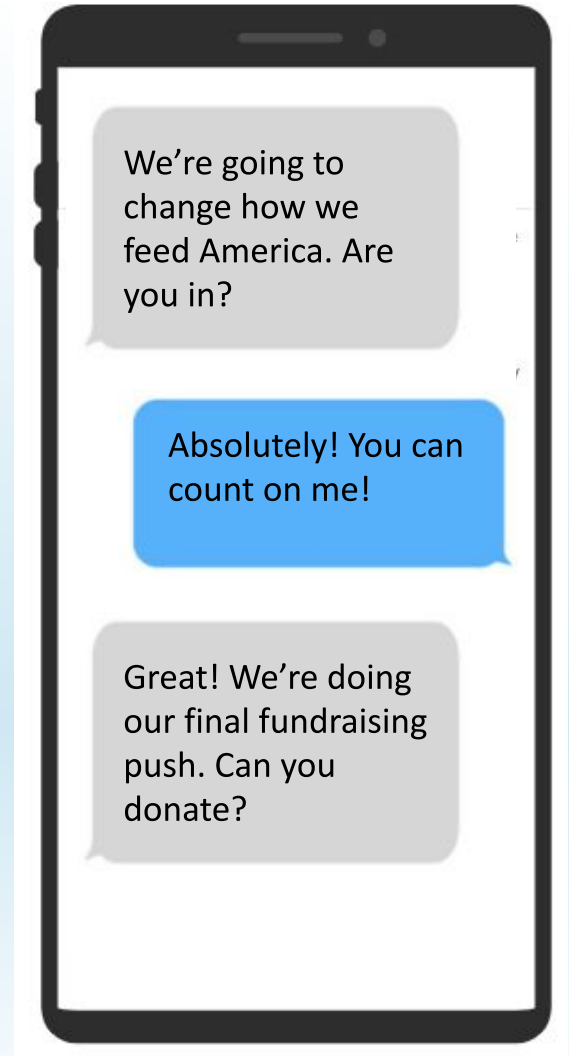 We’re going to
change how we
feed America. Are
you in?
Absolutely! You can
count on me!
Great! We’re doing
our final fundraising
push. Can you
donate?